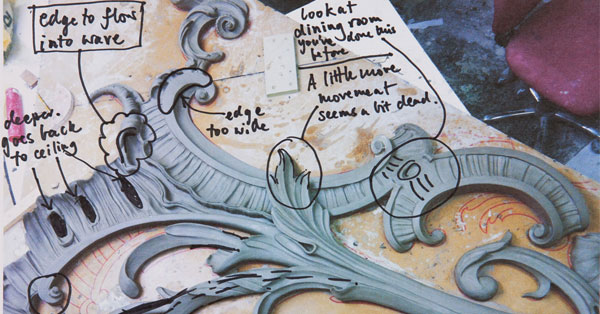 edge to flow
into wave
look at
dining room
you've done this
before
A little more
movement
seems a bit dead.
edge
too wide
deeper.
goes back
to ceiling